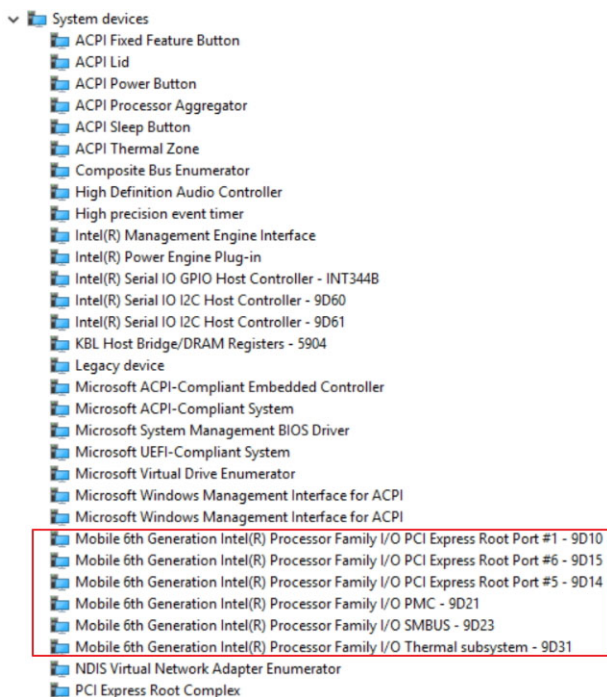 System devices
ACPI Fixed Feature Button
ACPI Lid
ACPI Power Button
ACPI Processor Aggregator
ACPI Sleep Button
ACPI Thermal Zone
Composite Bus Enumerator
High Definition Audio Controller
High precision event timer
Intel(R) Management Engine Interface
Intel(R) Power Engine Plug-in
Intel(R) Serial IO GPIO Host Controller - INT344B
Intel(R) Serial IO I2C Host Controller - 9D60
Intel(R) Serial IO I2C Host Controller - 9D61
KBL Host Bridge/DRAM Registers - 5904
Legacy device
Microsoft ACPI-Compliant Embedded Controller
Microsoft ACPI-Compliant System
Microsoft System Management BIOS Driver
Microsoft UEFI-Compliant System
Microsoft Virtual Drive Enumerator
Microsoft Windows Management Interface for ACPI
Microsoft Windows Management Interface for ACPI
Mobile 6th Generation Intel(R) Processor Family I/O PCI Express Root Port #1 - 9D10
Mobile 6th Generation Intel(R) Processor Family I/O PCI Express Root Port #6 - 9D15
Mobile 6th Generation Intel(R) Processor Family I/O PCI Express Root Port #5 - 9D14
Mobile 6th Generation Intel(R) Processor Family I/O PMC - 9D21
Mobile 6th Generation Intel(R) Processor Family I/O SMBUS - 9D23
Mobile 6th Generation Intel(R) Processor Family I/O Thermal subsystem - 9D31
NDIS Virtual Network Adapter Enumerator
PCI Express Root Complex